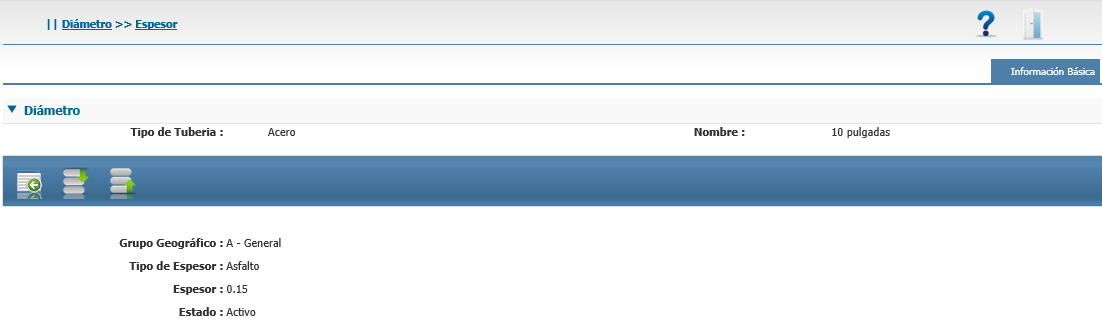 || Diámetro >> Espesor
?
Información Básica
Diámetro
Tipo de Tuberia : Acero Nombre : 10 pulgadas
Grupo Geográfico : A - General
Tipo de Espesor : Asfalto
Espesor : 0.15
Estado : Activo